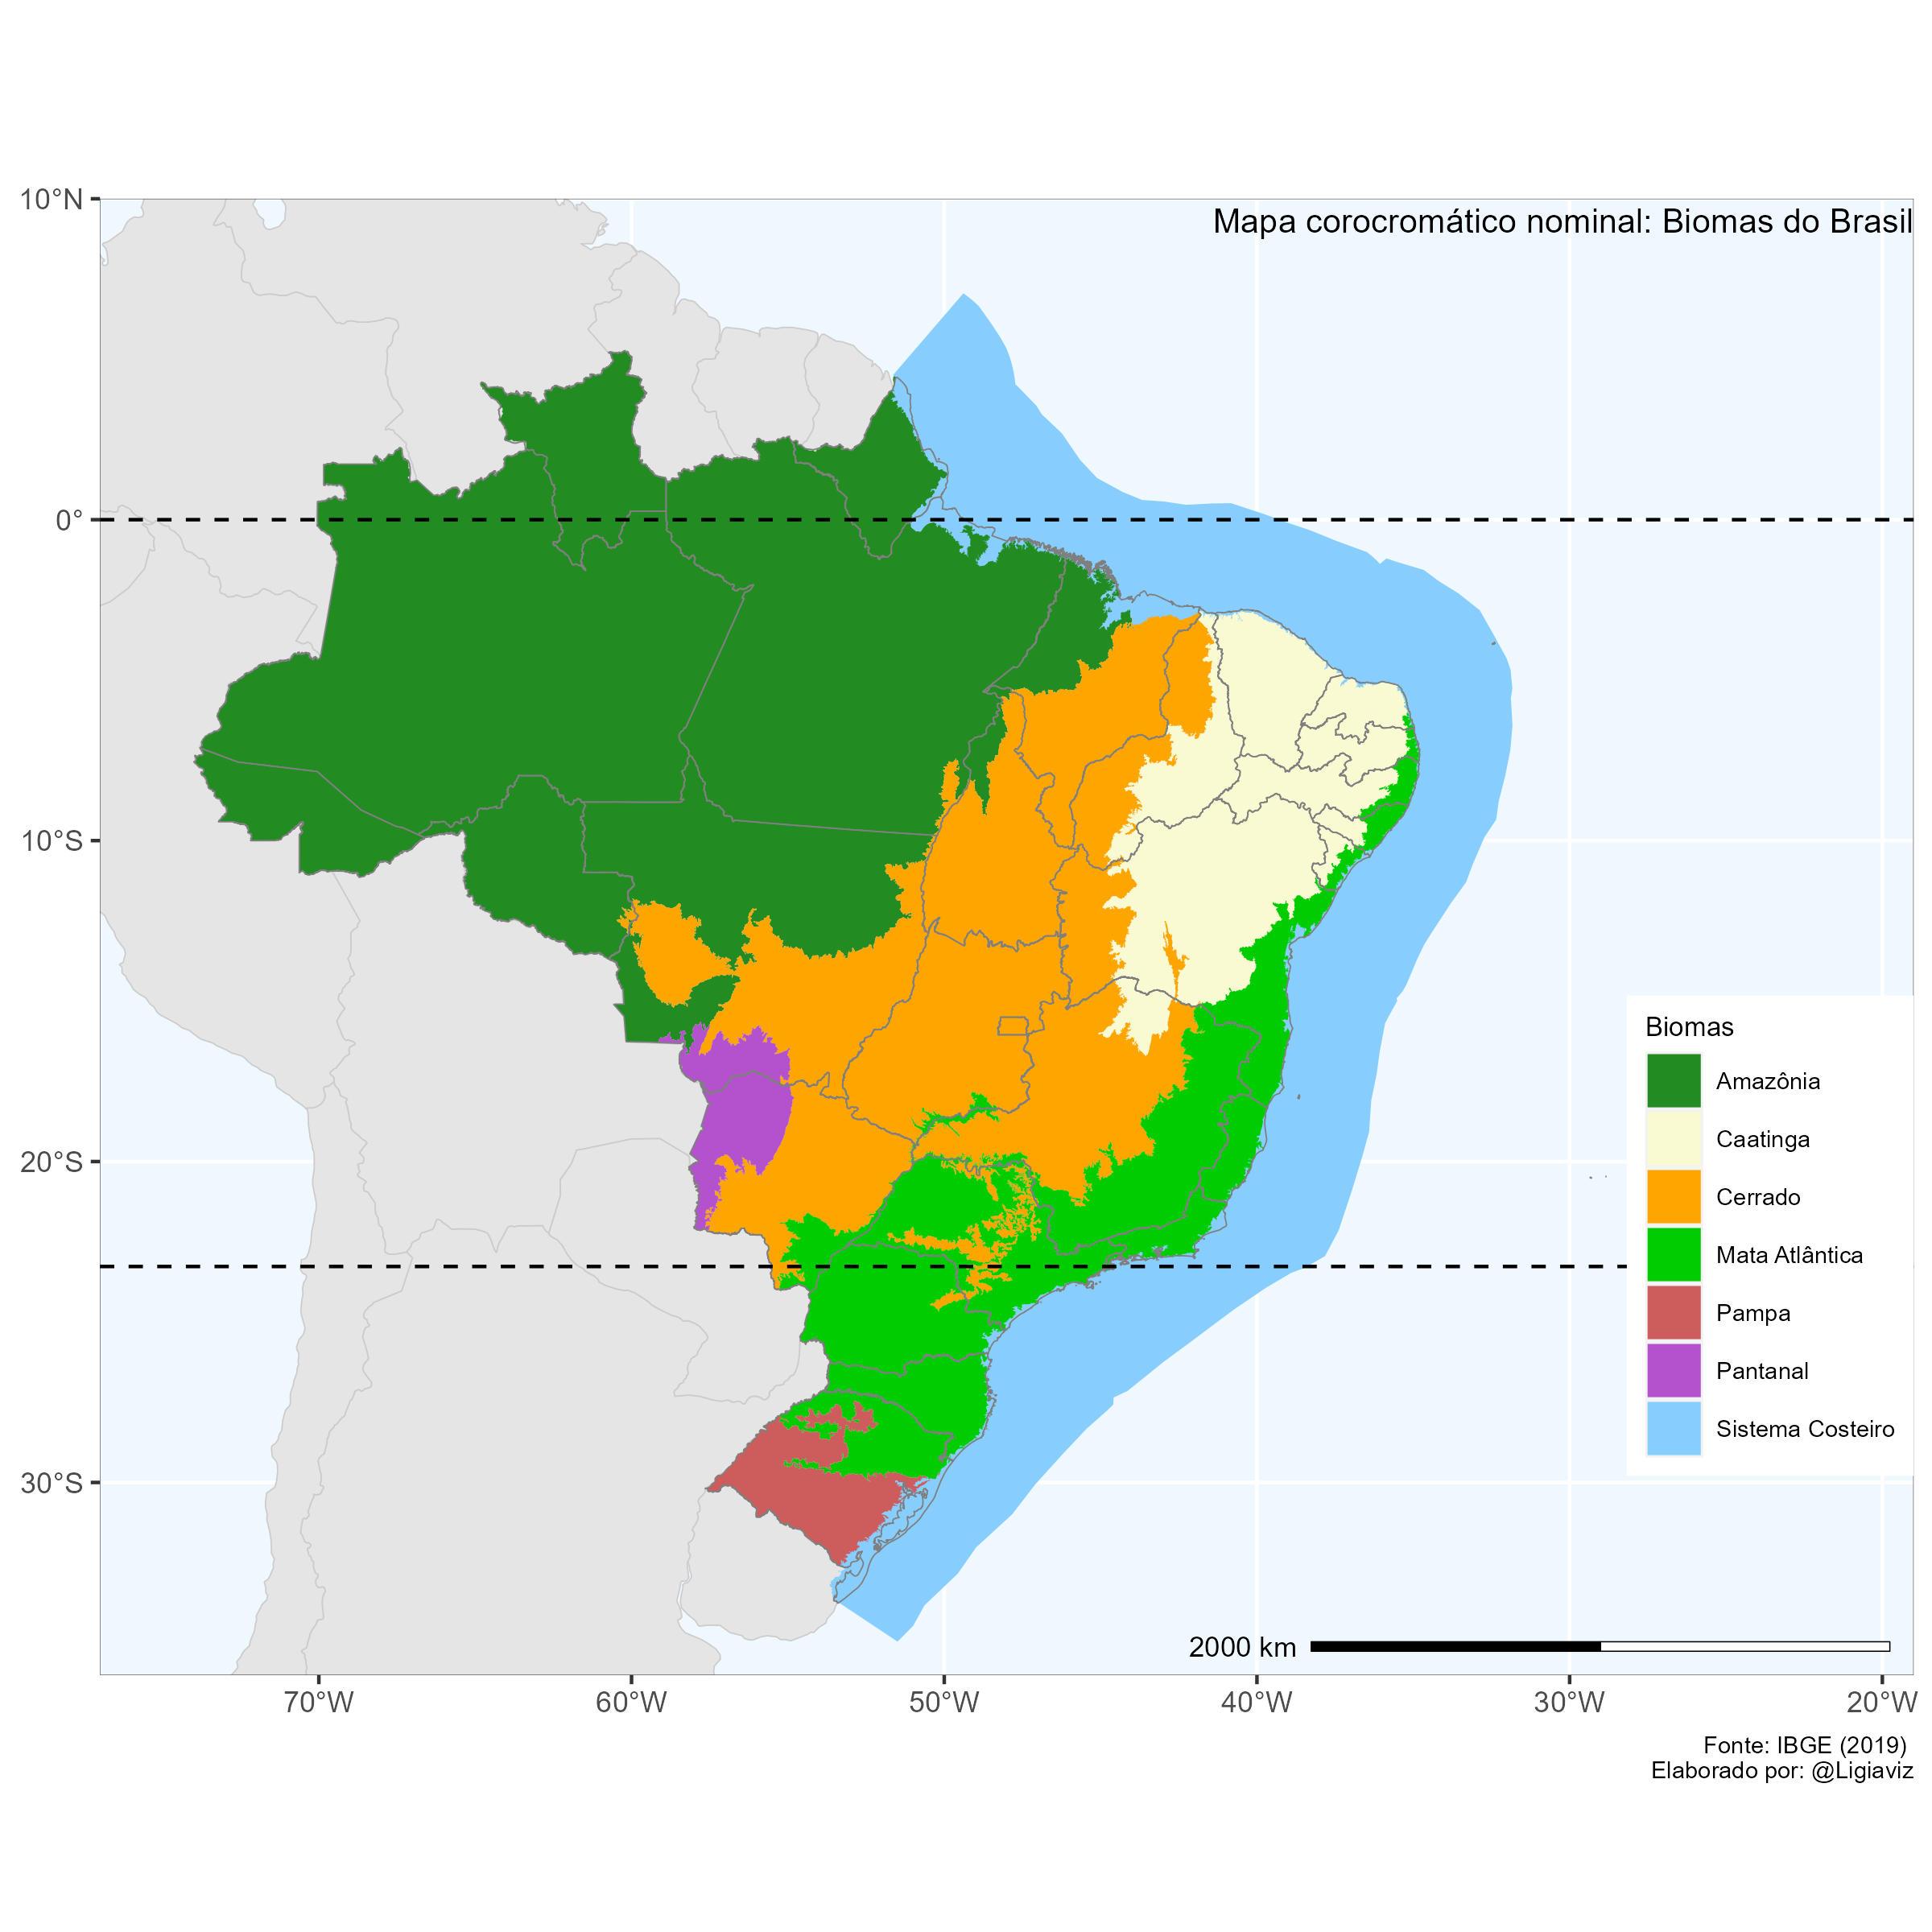 Mapa corocromático nominal: Biomas do Brasil
10°N
0°
10°S
20°S
30°S
Biomas
Amazônia
Caatinga
Cerrado
Mata Atlântica
Pampa
Pantanal
Sistema Costeiro
2000 km
70°W 60°W 50°W 40°W 30°W 20°W
Fonte: IBGE (2019)
Elaborado por: @Ligiaviz